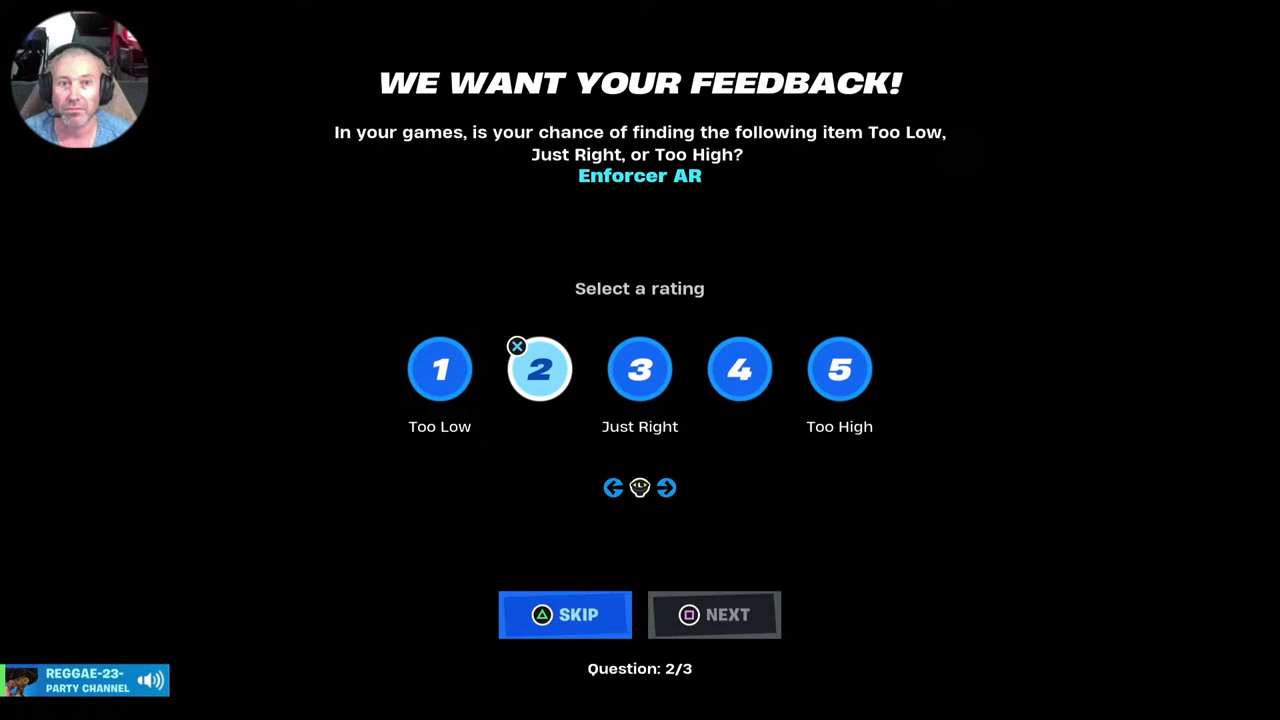 WE WANT YOUR FEEDBACK!
In your games, is your chance of finding the following item Too Low,
Just Right, or Too High?
Enforcer AR
Select a rating
1 2 3 4 5
Too Low Just Right Too High
L
SKIP NEXT
Question: 2/3
REGGAE-23-
PARTY CHANNEL